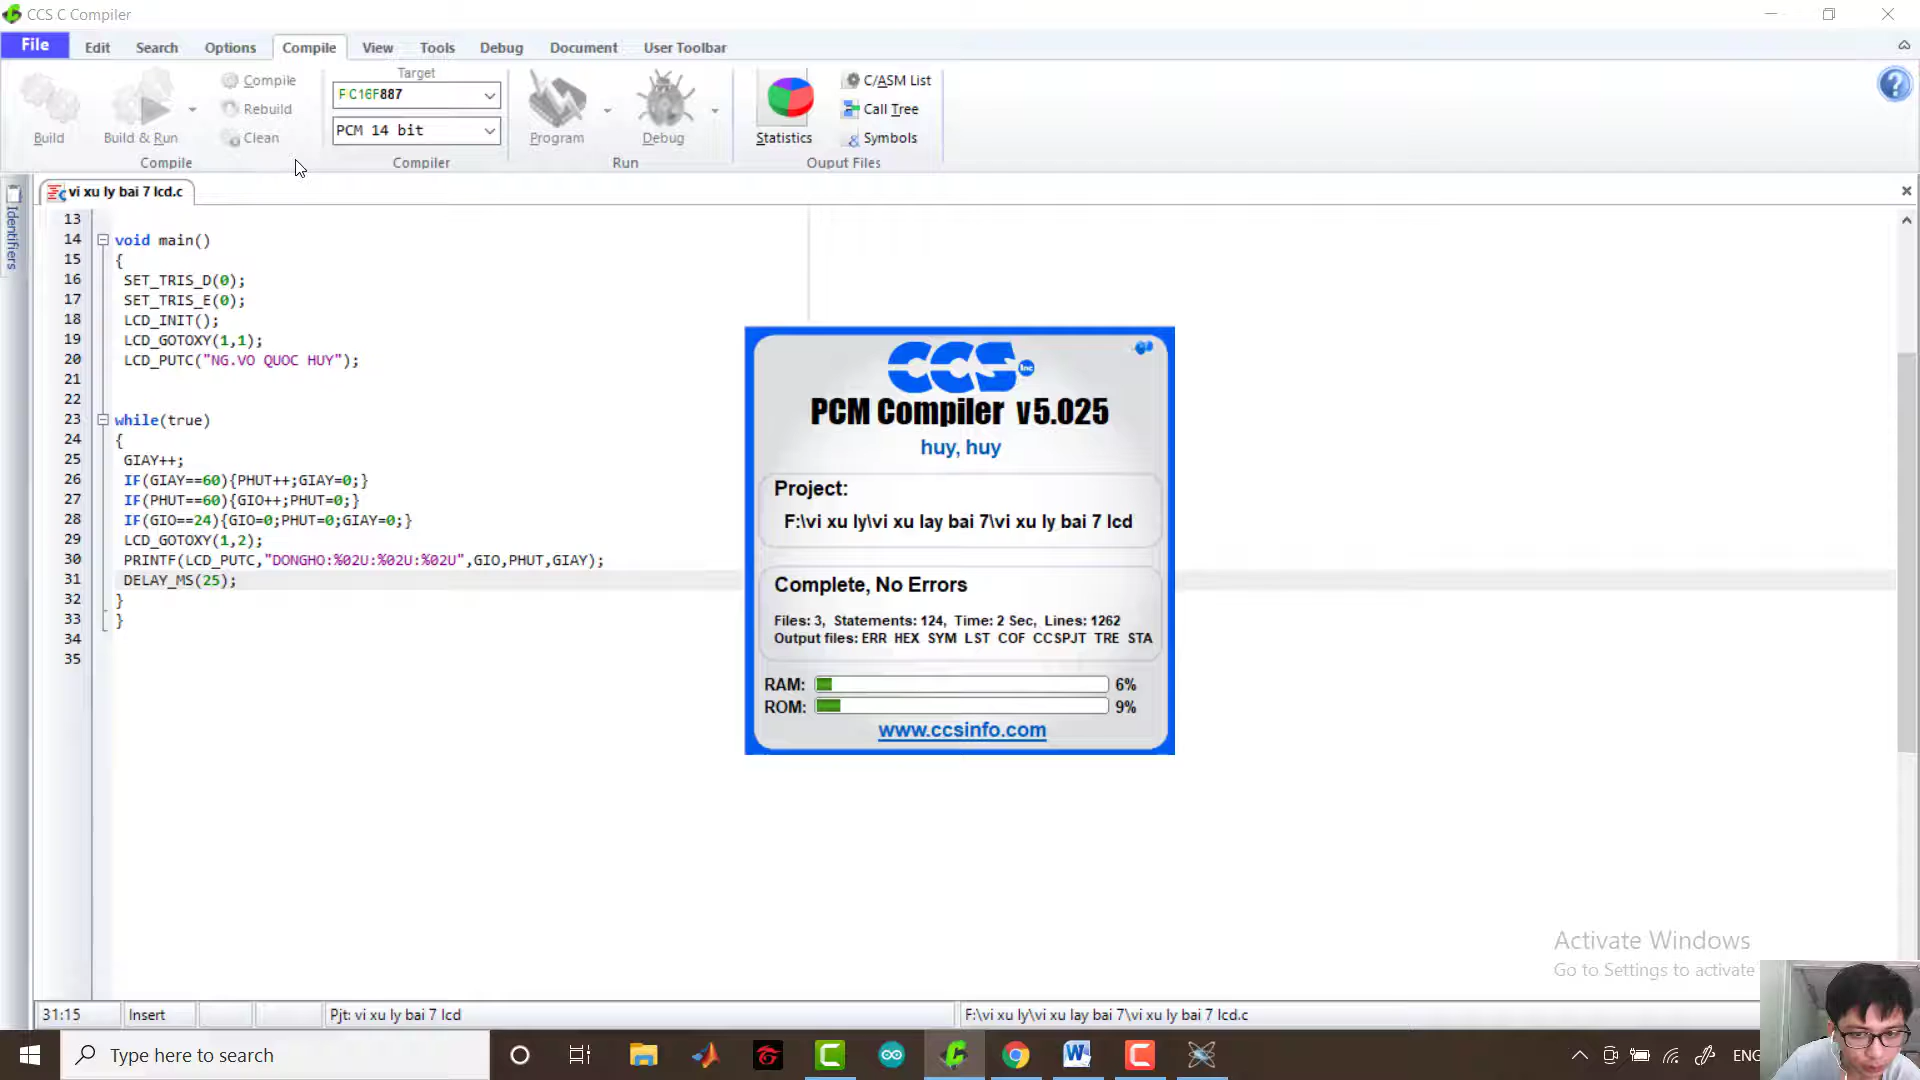 CCS C Compiler
File Edit Search Options Compile View Tools Debug Document User Toolbar
Target
Compile
PIC16F887
C/ASM List
Rebuild
Call Tree
Clean
PCM 14 bit
Symbols
Build
Build & Run
Program
Debug
Statistics
Compile
Compiler
Run
Ouput Files
Identifiers
vi xu ly bai 7 lcd.c
13
14 void main()
15 {
16 SET_TRIS_D(0);
17 SET_TRIS_E(0);
18 LCD_INIT();
19 LCD_GOTOXY(1,1);
20 LCD_PUTC("NG.VO QUOC HUY");
21
22
23 while(true)
24 {
25 GIAY++;
26 IF(GIAY==60){PHUT++;GIAY=0;}
27 IF(PHUT==60){GIO++;PHUT=0;}
28 IF(GIO==24){GIO=0;PHUT=0;GIAY=0;}
29 LCD_GOTOXY(1,2);
30 PRINTF(LCD_PUTC,"DONGHO:%02U:%02U:%02U",GIO,PHUT,GIAY);
31 DELAY_MS(25);
32 }
33 }
34
35
CCS Inc
PCM Compiler v5.025
huy, huy
Project:
F:\vi xu ly\vi xu lay bai 7\vi xu ly bai 7 lcd
Complete, No Errors
Files: 3, Statements: 124, Time: 2 Sec, Lines: 1262
Output files: ERR HEX SYM LST COF CCSPJT TRE STA
RAM: 6%
ROM: 9%
www.ccsinfo.com
Activate Windows
Go to Settings to activate
31:15 Insert Pjt: vi xu ly bai 7 lcd F:\vi xu ly\vi xu lay bai 7\vi xu ly bai 7 lcd.c
Type here to search
ENG